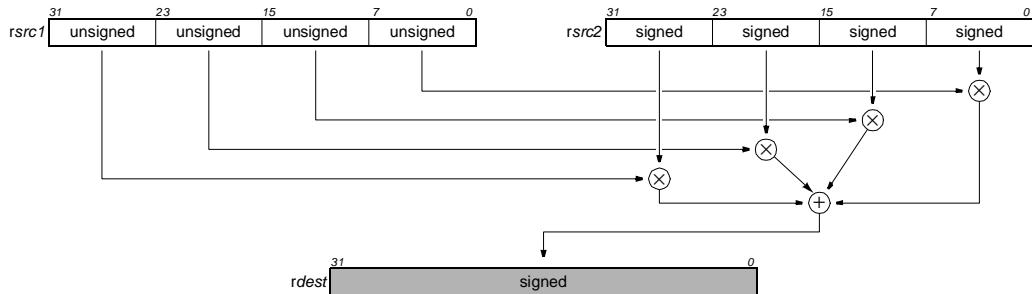 31 23 15 7 0 31 23 15 7 0
rsrc1 unsigned unsigned unsigned unsigned rsrc2 signed signed signed signed
× 
×
×
×
+
31 0
rdest signed